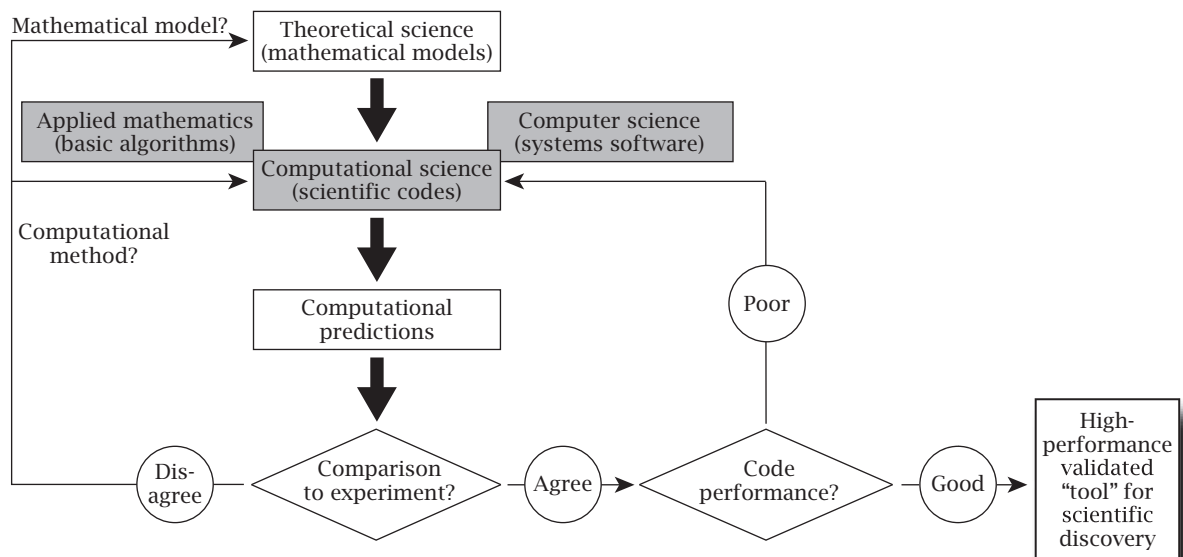 Mathematical model?
Theoretical science
(mathematical models)
Applied mathematics
(basic algorithms)
Computer science
(systems software)
Computational science
(scientific codes)
Computational
method?
Computational
predictions
Poor
Dis-
agree
Comparison
to experiment?
Agree
Code
performance?
Good
High-
performance
validated
“tool” for
scientific
discovery